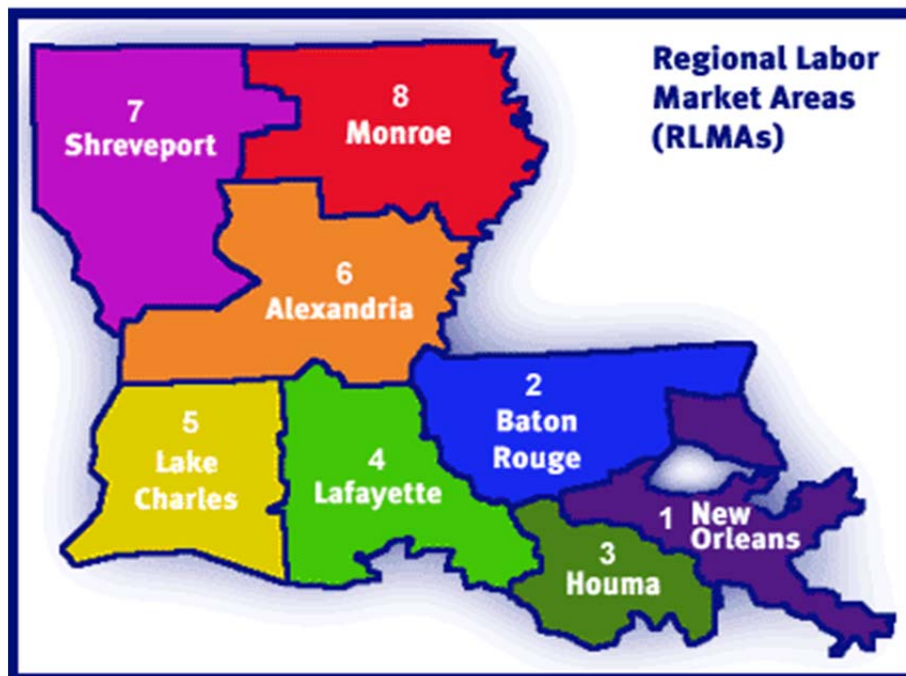 Regional Labor
Market Areas
(RLMAs)
7
Shreveport
8
Monroe
6
Alexandria
5
Lake
Charles
4
Lafayette
2
Baton
Rouge
3
Houma
1 New
Orleans